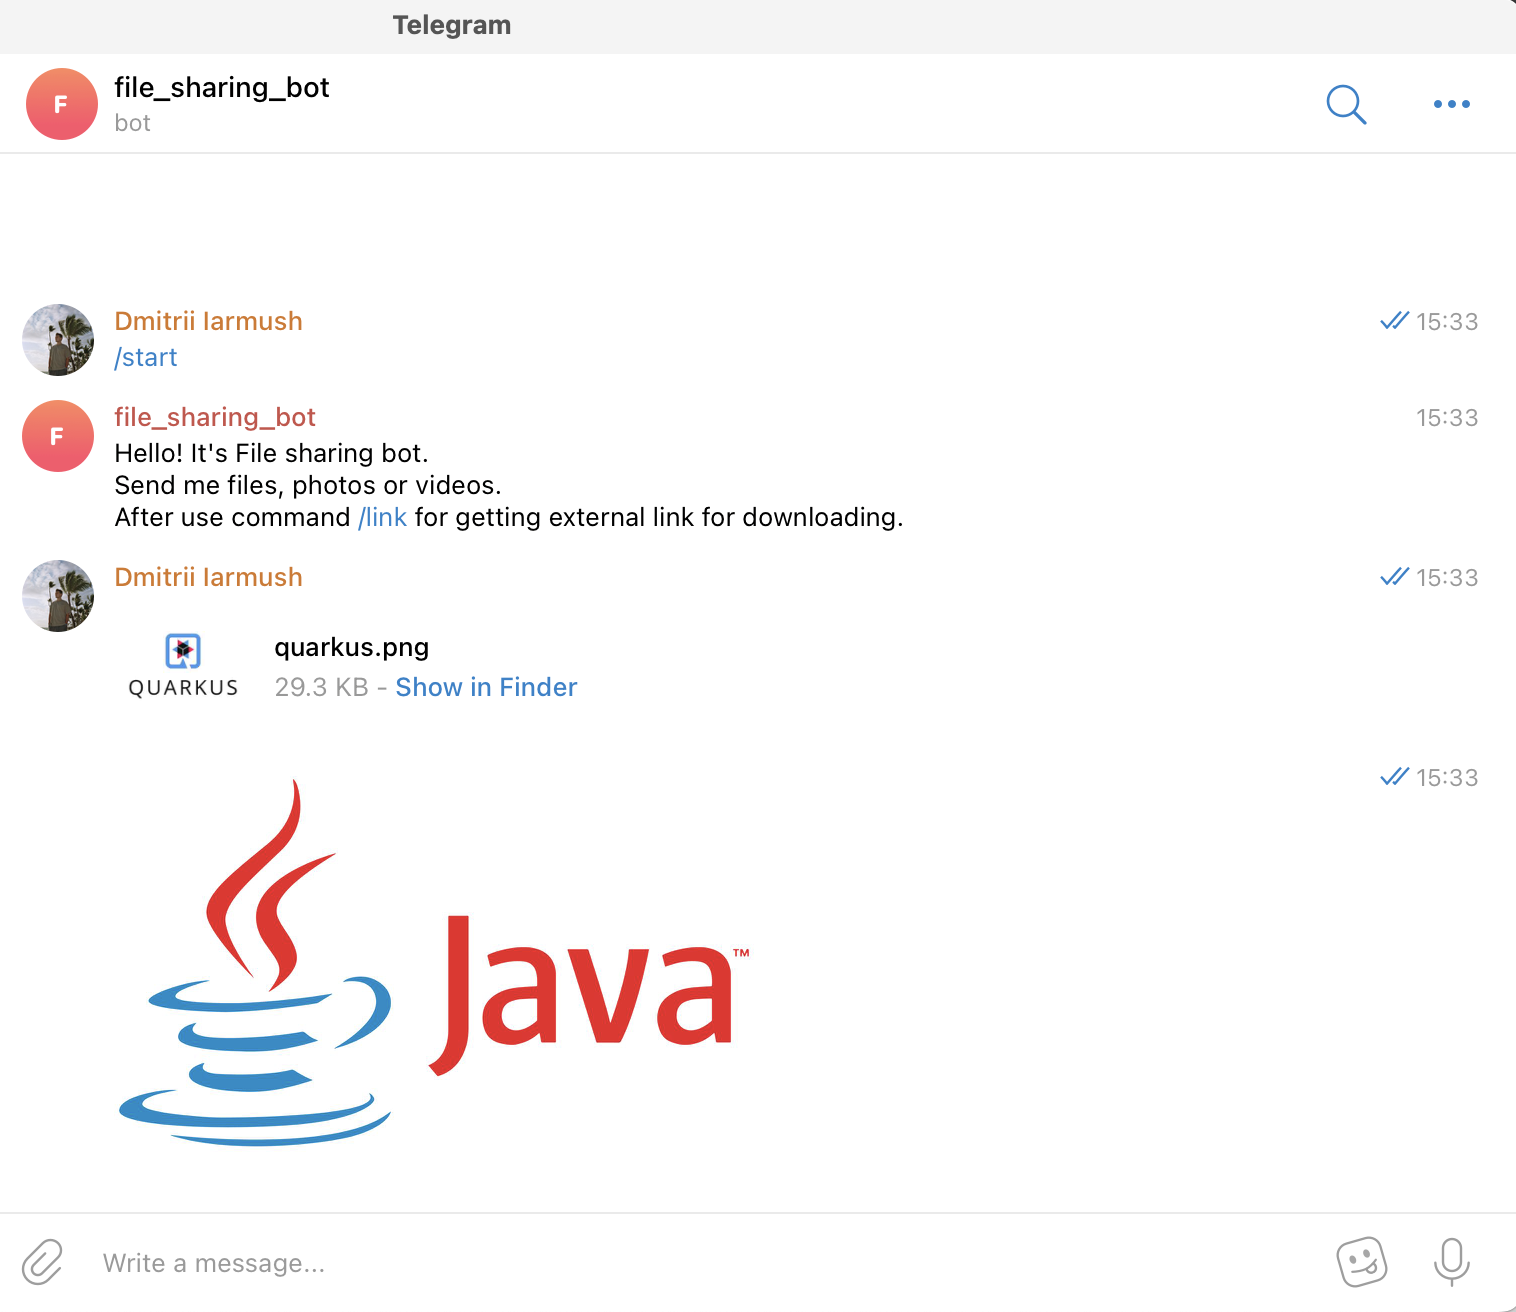 Telegram
F
file_sharing_bot
bot
Dmitrii Iarmush
15:33
/start
F
file_sharing_bot
15:33
Hello! It's File sharing bot.
Send me files, photos or videos.
After use command /link for getting external link for downloading.
Dmitrii Iarmush
15:33
QUARKUS
quarkus.png
29.3 KB - Show in Finder
15:33
Java™
Write a message...